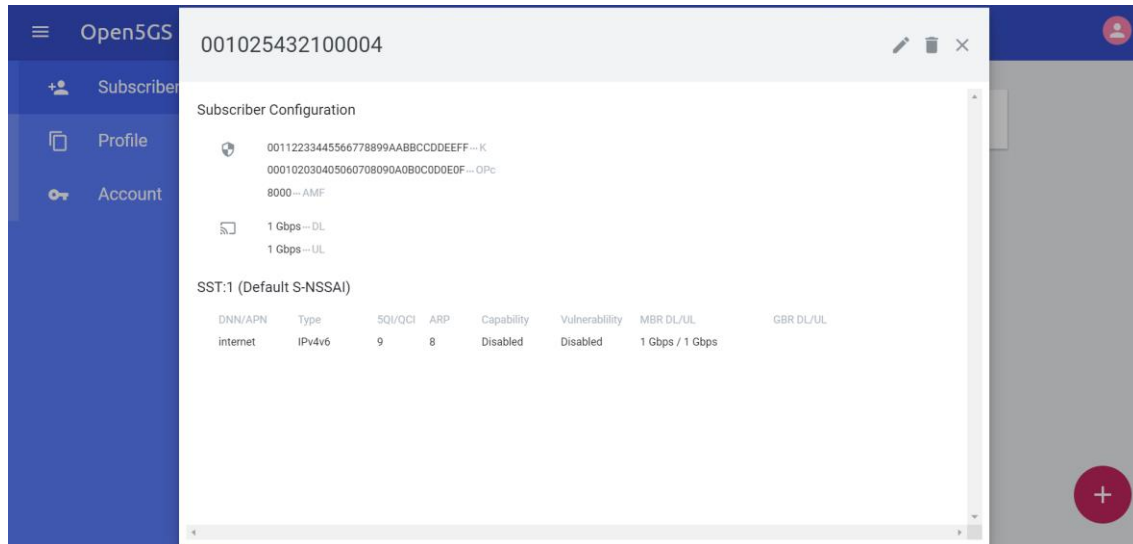 Open5GS
001025432100004
Subscriber
Profile
Account
Subscriber Configuration
00112233445566778899AABBCCDDEEFF --- K
000102030405060708090A0B0C0D0E0F --- OPc
8000 --- AMF
1 Gbps --- DL
1 Gbps --- UL
SST:1 (Default S-NSSAI)
DNN/APN Type 5QI/QCI ARP Capability Vulnerablility MBR DL/UL GBR DL/UL
internet IPv4v6 9 8 Disabled Disabled 1 Gbps / 1 Gbps